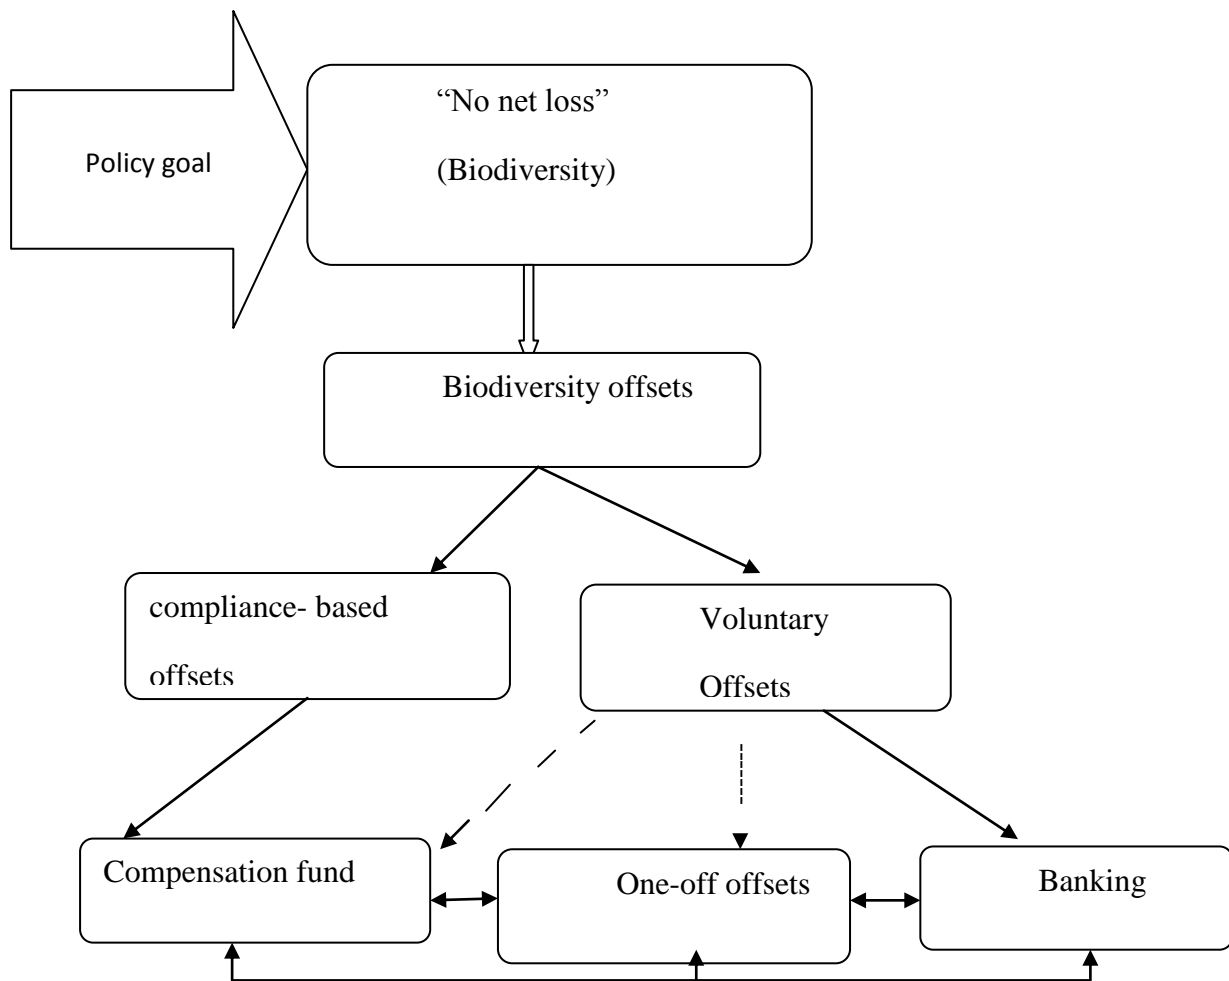 “No net loss”
Policy goal
(Biodiversity)
Biodiversity offsets
compliance- based
offsets
Voluntary
Offsets
Compensation fund
One-off offsets
Banking